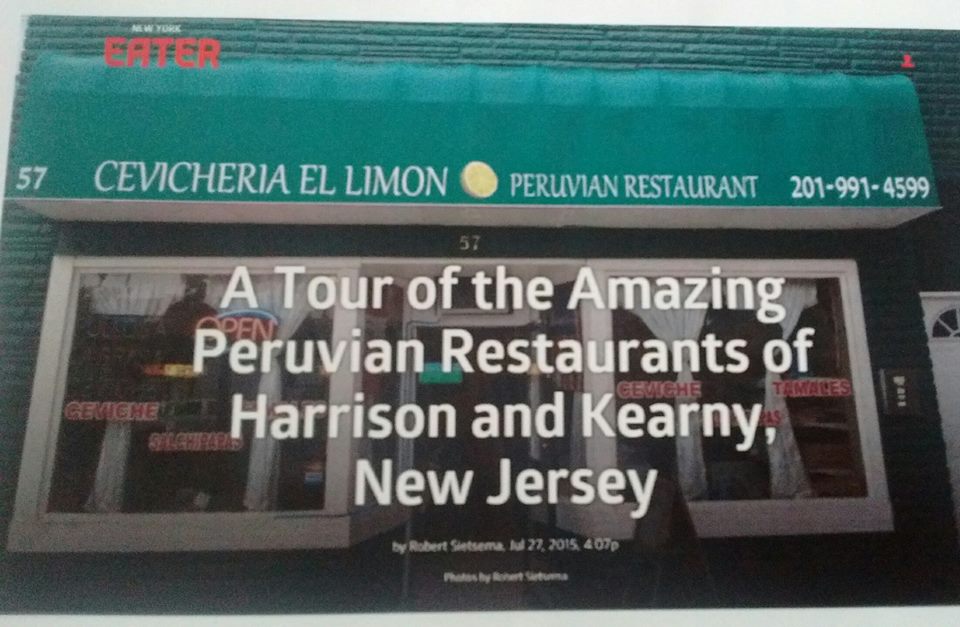 NEW YORK
EATER
57 CEVICHERIA EL LIMON PERUVIAN RESTAURANT 201-991-4599
57
A Tour of the Amazing
Peruvian Restaurants of
Harrison and Kearny,
New Jersey
OPEN
CEVICHE
SALCHIPAPAS
CEVICHE
TAMALES
by Robert Sietsema, Jul 27, 2015, 4:07p
Photos by Robert Sietsema